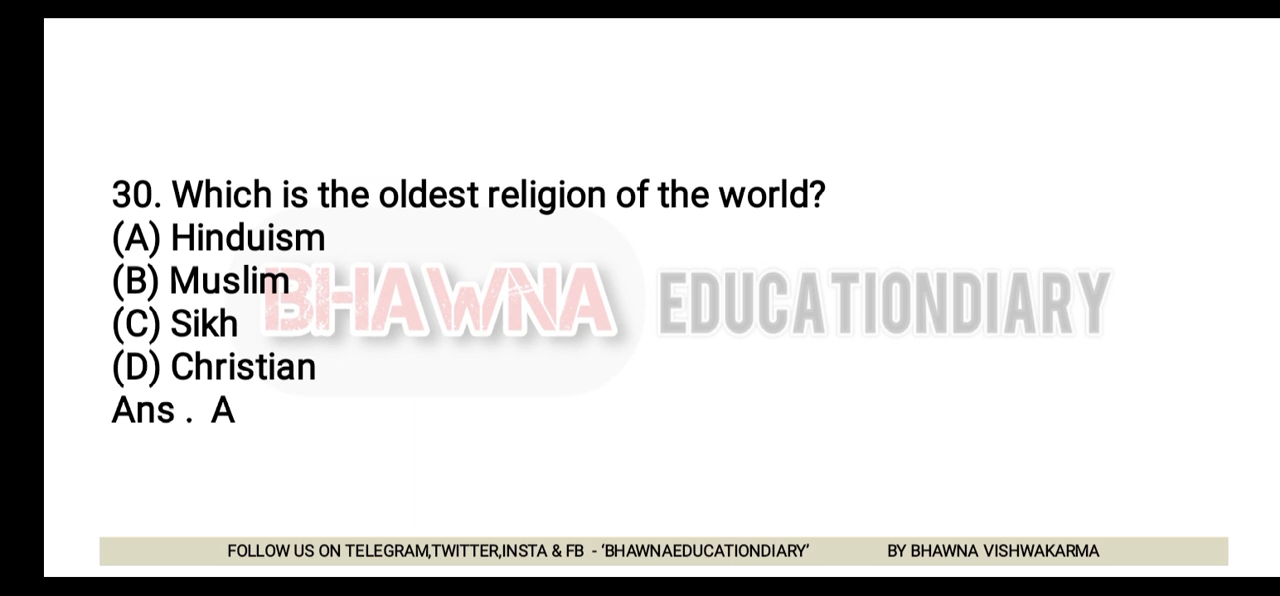 30. Which is the oldest religion of the world?
(A) Hinduism
(B) Muslim
(C) Sikh
(D) Christian
Ans . A
BHAWNA EDUCATIONDIARY
FOLLOW US ON TELEGRAM,TWITTER,INSTA & FB - ‘BHAWNAEDUCATIONDIARY’ BY BHAWNA VISHWAKARMA